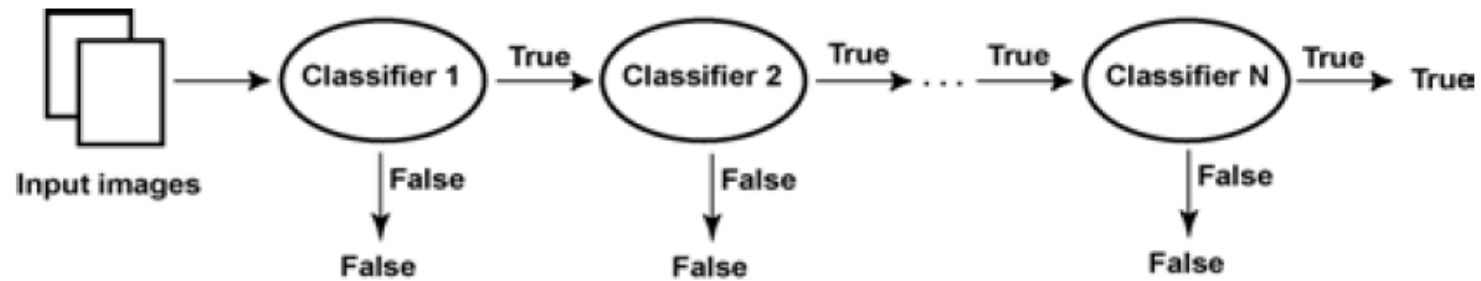 True True True True
Classifier 1 Classifier 2 . . . Classifier N True
Input images False False False
False False False